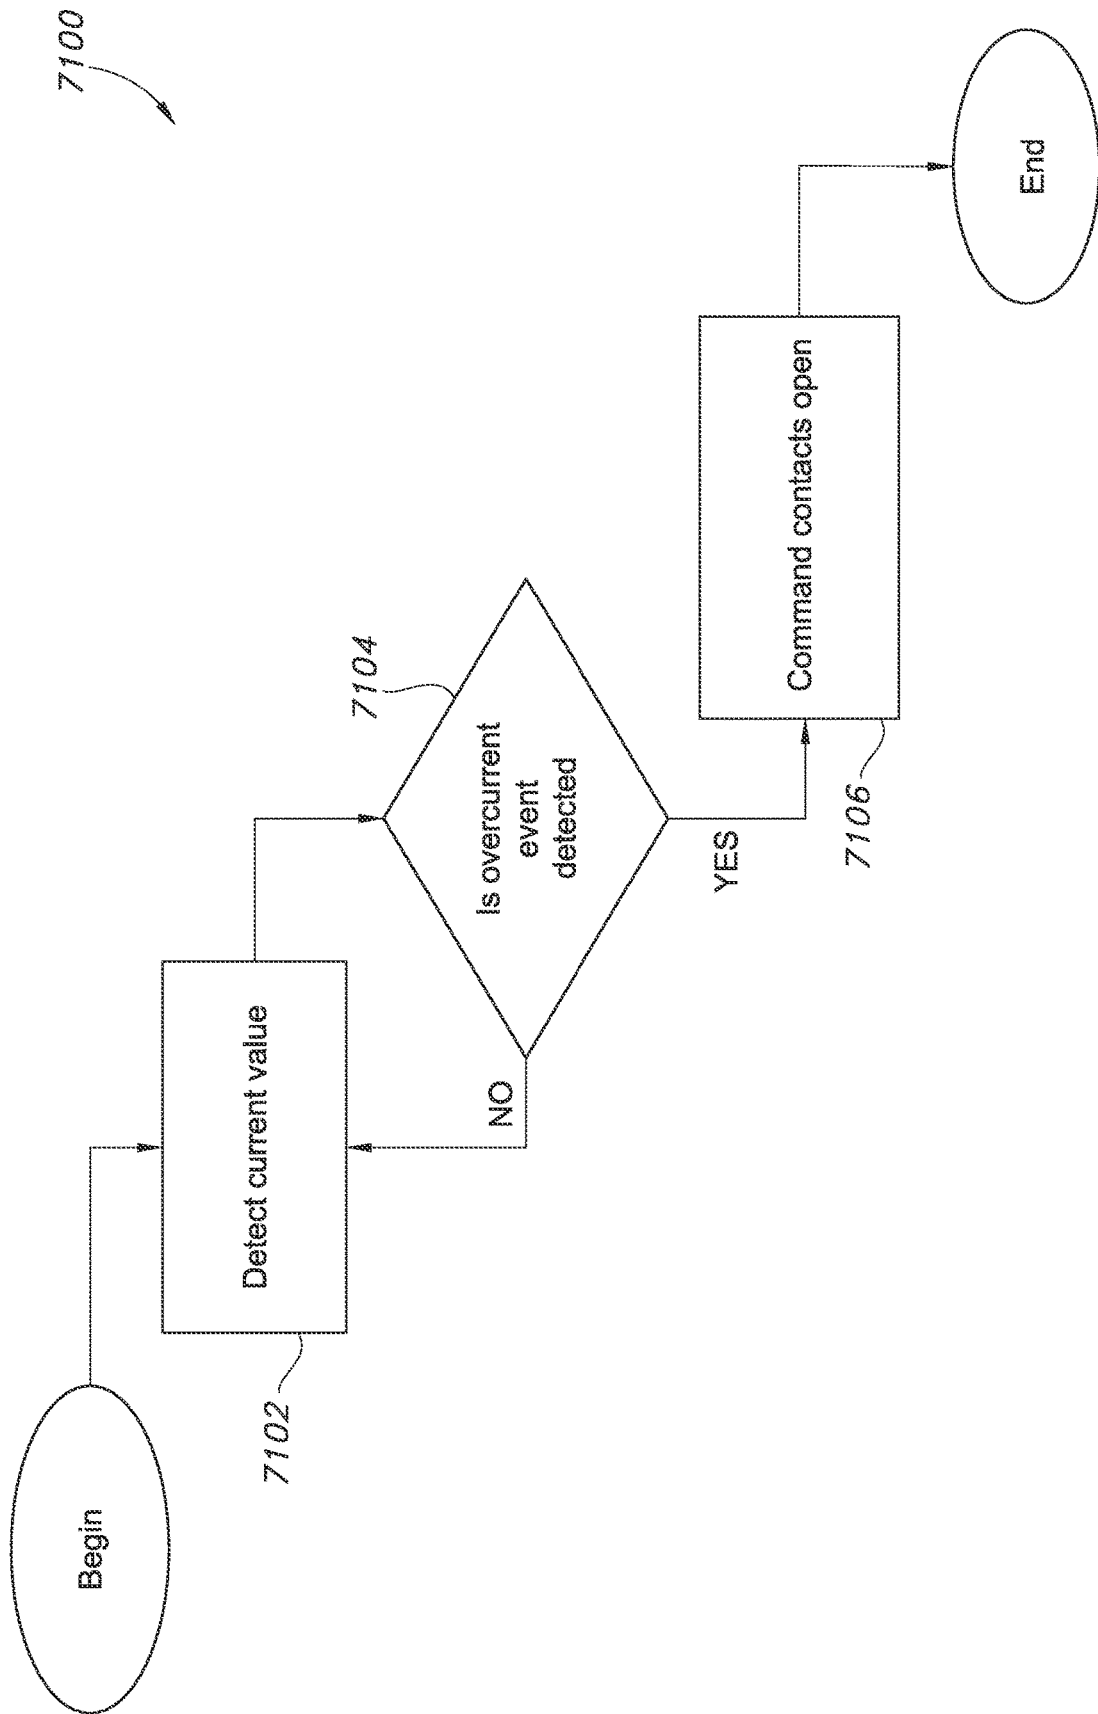 7100
Begin
Detect current value
7102
Is overcurrent
event
detected
7104
NO
YES
Command contacts open
7106
End